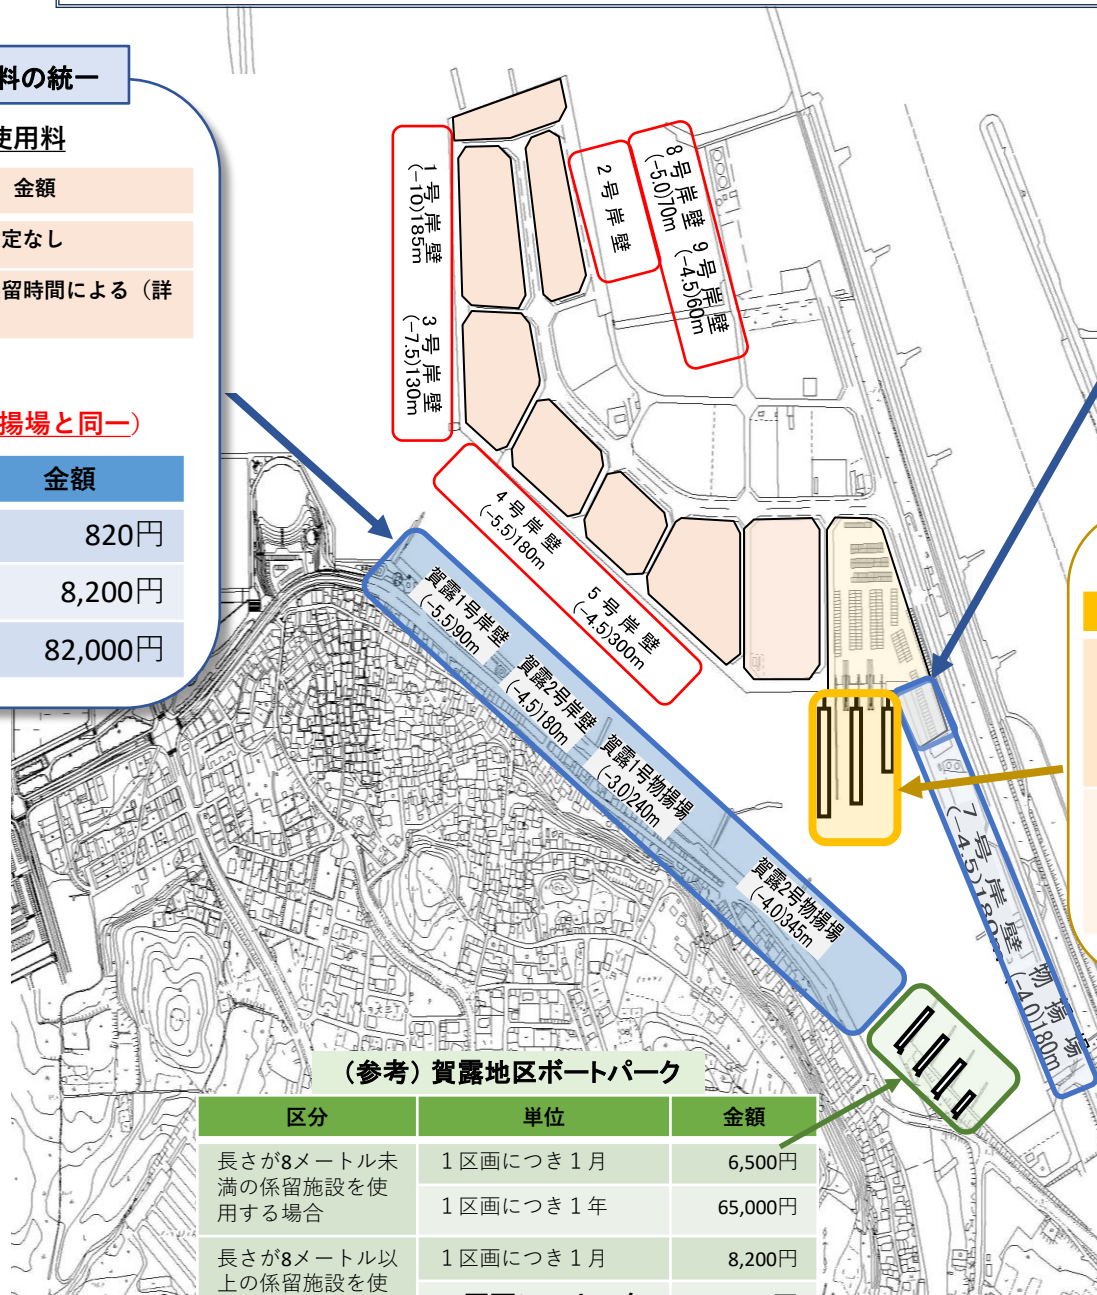 料の統一
使用料
金額
定なし
留時間による（詳
揚場と同一）
金額
820円
8,200円
82,000円
1号岸壁
(-10)185m
3号岸壁
(-7.5)130m
2号岸壁
8号岸壁
(-5.0)70m
9号岸壁
(-4.5)60m
4号岸壁
(-5.5)180m
5号岸壁
(-4.5)300m
賀露1号岸壁
(-5.5)90m
賀露2号岸壁
(-4.5)180m
賀露1号物揚場
(-3.0)240m
賀露2号物揚場
(-4.0)345m
7号岸壁
(-4.5)180m
物揚場
(-4.0)180m
（参考）賀露地区ボートパーク
区分 単位 金額
長さが8メートル未満の係留施設を使用する場合
１区画につき１月 6,500円
１区画につき１年 65,000円
長さが8メートル以上の係留施設を使
１区画につき１月 8,200円